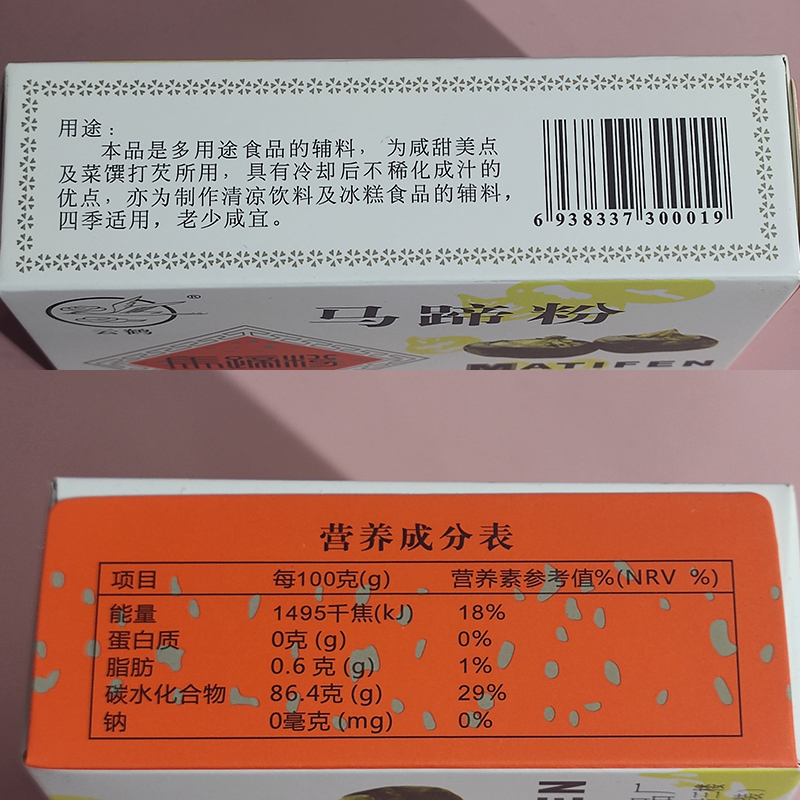 用途：
本品是多用途食品的辅料，为咸甜美点
及菜馔打芡所用，具有冷却后不稀化成汁的
优点，亦为制作清凉饮料及冰糕食品的辅料，
四季适用，老少咸宜。
6 938337 300019
®
云鹤
马蹄粉
MATIFEN
营养成分表
项目 每100克(g) 营养素参考值%(NRV %)
能量 1495千焦(kJ) 18%
蛋白质 0克 (g) 0%
脂肪 0.6 克 (g) 1%
碳水化合物 86.4克 (g) 29%
钠 0毫克 (mg) 0%